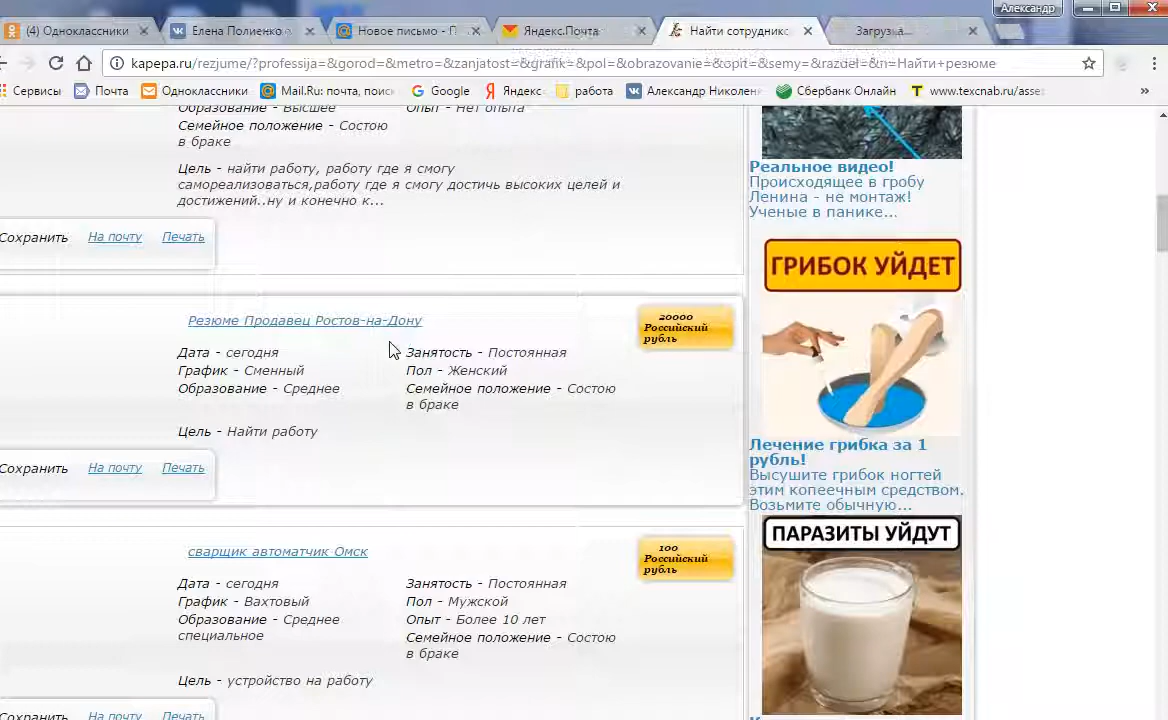 Александр
(4) Одноклассники
Елена Полиенко
Новое письмо - П
Яндекс.Почта
Найти сотрудник
Загрузка...
kapepa.ru/rezjume/?professija=&gorod=&metro=&zanjatost=&grafik=&pol=&obrazovanie=&opit=&semy=&razdel=&n=Найти+резюме
Сервисы
Почта
Одноклассники
Mail.Ru: почта, поиск
Google
Яндекс
работа
Александр Николен
Сбербанк Онлайн
www.texcnab.ru/asse
»
Образование - Высшее
Опыт - Нет опыта
Семейное положение - Состою
в браке
Цель - найти работу, работу где я смогу
самореализоваться,работу где я смогу достичь высоких целей и
достижений..ну и конечно к...
Сохранить На почту Печать
Резюме Продавец Ростов-на-Дону
20000
Российский
рубль
Дата - сегодня
График - Сменный
Образование - Среднее
Занятость - Постоянная
Пол - Женский
Семейное положение - Состою
в браке
Цель - Найти работу
Сохранить На почту Печать
сварщик автоматчик Омск
100
Российский
рубль
Дата - сегодня
График - Вахтовый
Образование - Среднее
специальное
Занятость - Постоянная
Пол - Мужской
Опыт - Более 10 лет
Семейное положение - Состою
в браке
Цель - устройство на работу
Сохранить На почту Печать
Реальное видео!
Происходящее в гробу
Ленина - не монтаж!
Ученые в панике...
ГРИБОК УЙДЕТ
Лечение грибка за 1
рубль!
Высушите грибок ногтей
этим копеечным средством.
Возьмите обычную...
ПАРАЗИТЫ УЙДУТ